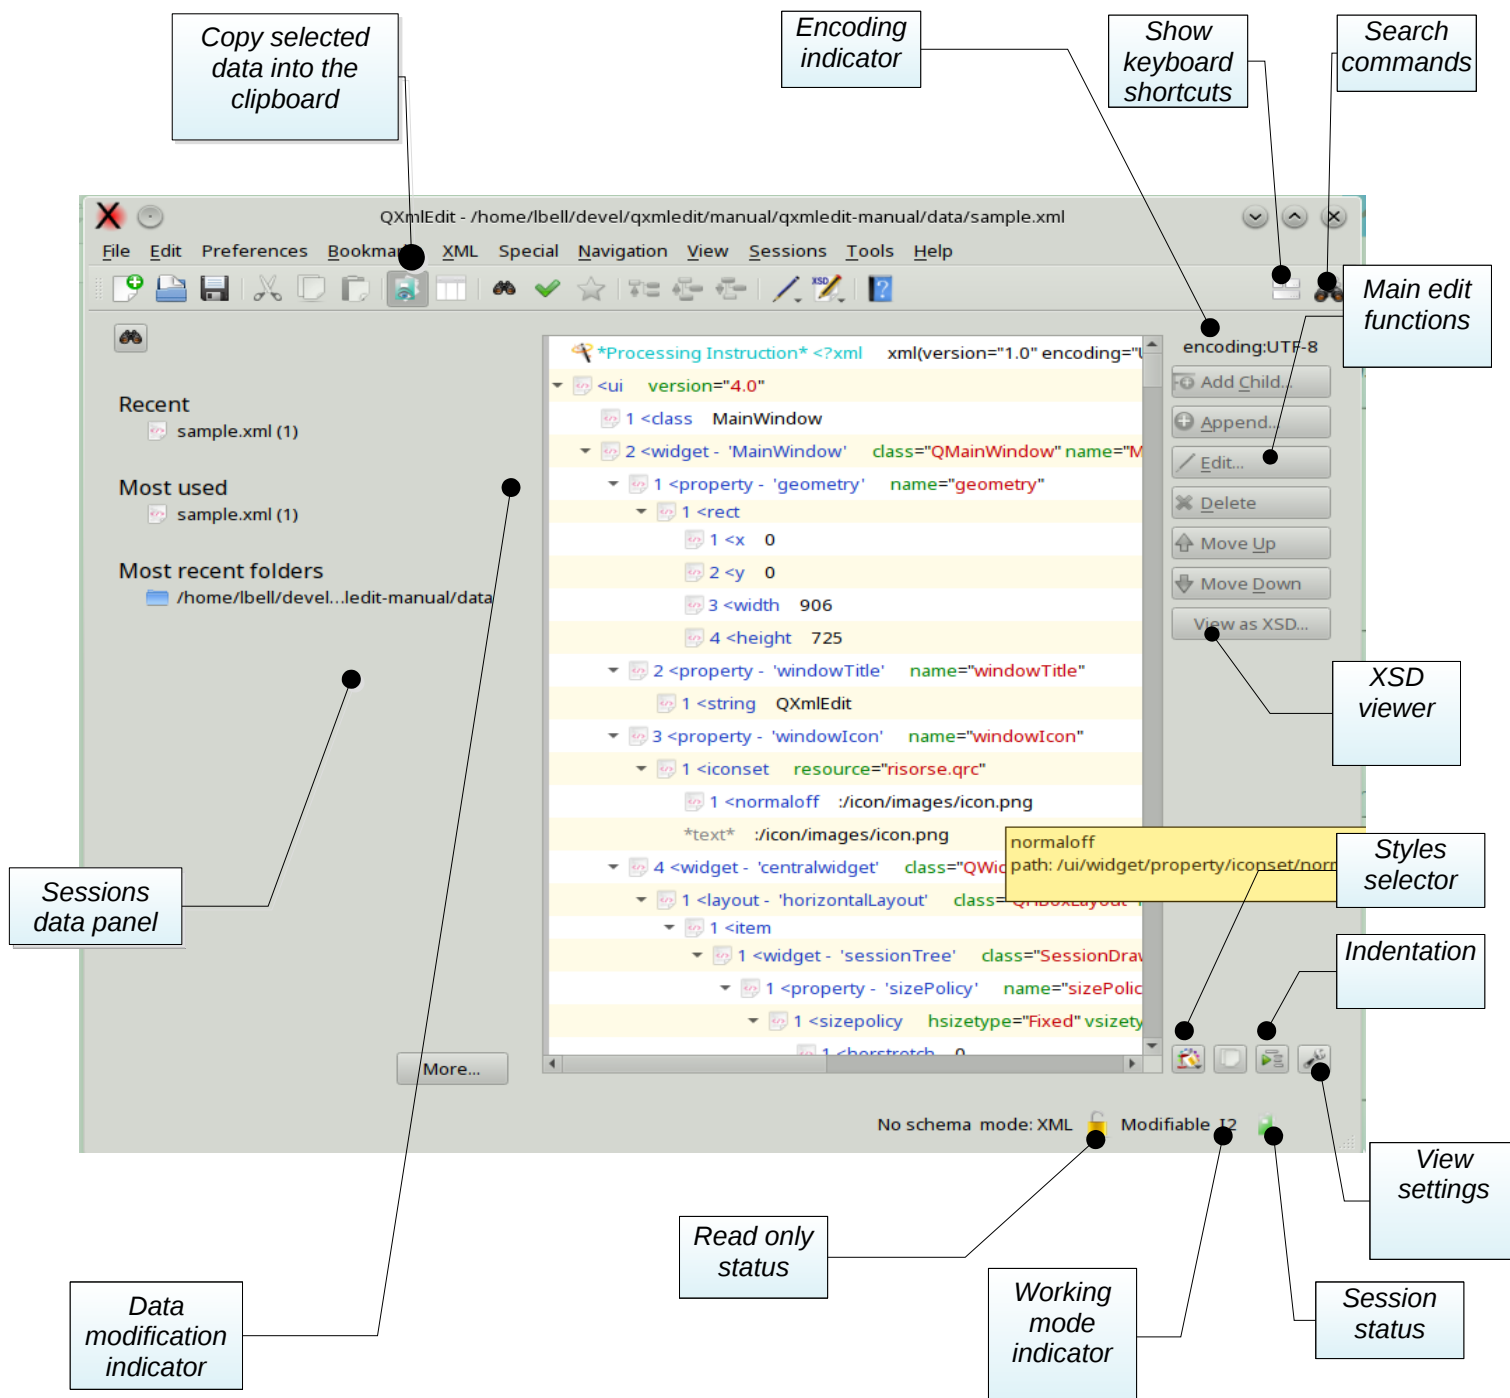 Copy selected
data into the
clipboard
Encoding
indicator
Show
keyboard
shortcuts
Search
commands
QXmlEdit - /home/lbell/devel/qxmledit/manual/qxmledit-manual/data/sample.xml
File Edit Preferences Bookmar XML Special Navigation View Sessions Tools Help
XSD
?
Main edit
functions
encoding:UTF-8
Add Child...
Append...
Edit...
Delete
Move Up
Move Down
View as XSD...
Recent
sample.xml (1)
Most used
sample.xml (1)
Most recent folders
/home/lbell/devel...ledit-manual/data
More...
*Processing Instruction* <?xml xml(version="1.0" encoding="U
<ui version="4.0"
1 <class MainWindow
2 <widget - 'MainWindow' class="QMainWindow" name="M
1 <property - 'geometry' name="geometry"
1 <rect
1 <x 0
2 <y 0
3 <width 906
4 <height 725
2 <property - 'windowTitle' name="windowTitle"
1 <string QXmlEdit
3 <property - 'windowIcon' name="windowIcon"
1 <iconset resource="risorse.qrc"
1 <normaloff :/icon/images/icon.png
*text* :/icon/images/icon.png
4 <widget - 'centralwidget' class="QWid
1 <layout - 'horizontalLayout' class="QHBoxLayout"
1 <item
1 <widget - 'sessionTree' class="SessionDraw
1 <property - 'sizePolicy' name="sizePolic
1 <sizepolicy hsizetype="Fixed" vsizety
1 <horstretch 0
normaloff
path: /ui/widget/property/iconset/norr
XSD
viewer
Styles
selector
Indentation
Sessions
data panel
No schema mode: XML Modifiable I2
View
settings
Read only
status
Working
mode
indicator
Session
status
Data
modification
indicator